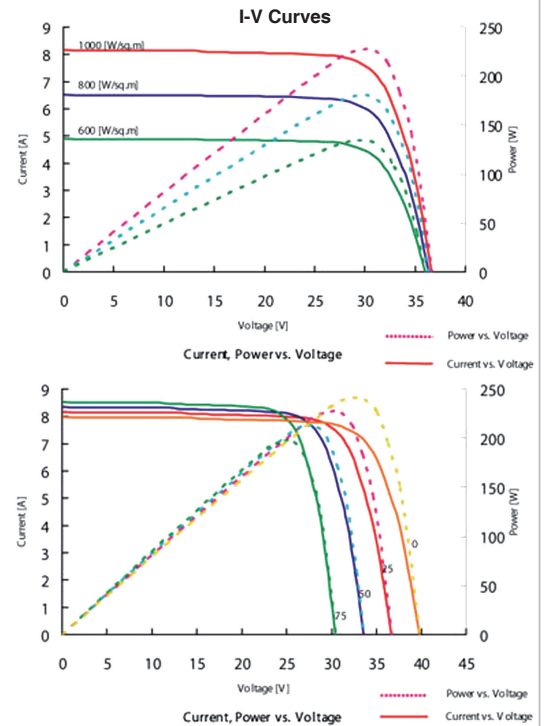 I-V Curves
9 250
8 200
7
6 150
5
4 100
3
2 50
1
0 0
1000 [W/sq.m]
800 [W/sq.m]
600 [W/sq.m]
Current [A]
Power [W]
0 5 10 15 20 25 30 35 40
Voltage [V]
Power vs. Voltage
Current, Power vs. Voltage
Current vs. Voltage
9 250
8 200
7
6 150
5
4 100
3
2 50
1
0 0
Current [A]
Power [W]
0
25
50
75
0 5 10 15 20 25 30 35 40 45
Voltage [V]
Power vs. Voltage
Current, Power vs. Voltage
Current vs. Voltage